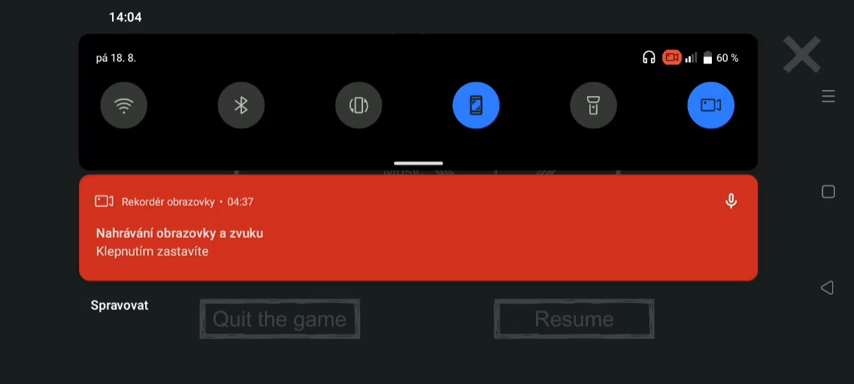 14:04
pá 18. 8.
60 %
Rekordér obrazovky • 04:37
Nahrávání obrazovky a zvuku
Klepnutím zastavíte
Spravovat
Quit the game
Resume